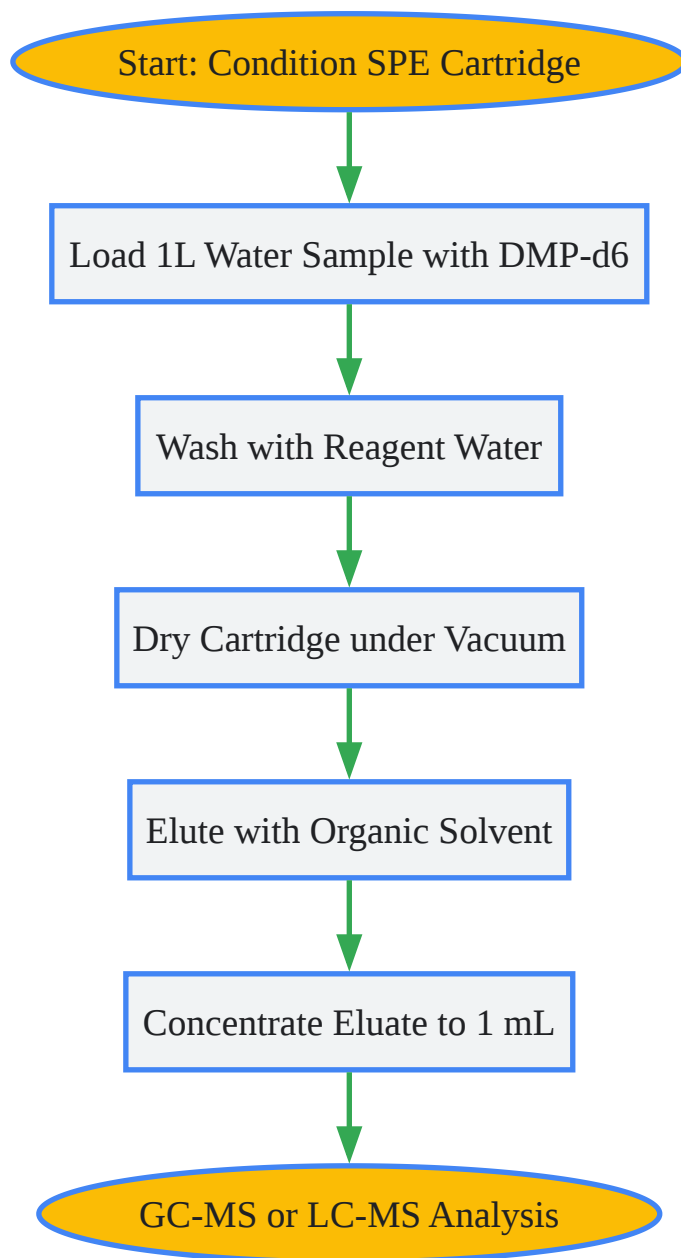 Start: Condition SPE Cartridge
Load 1L Water Sample with DMP-d6
Wash with Reagent Water
Dry Cartridge under Vacuum
Elute with Organic Solvent
Concentrate Eluate to 1 mL
GC-MS or LC-MS Analysis